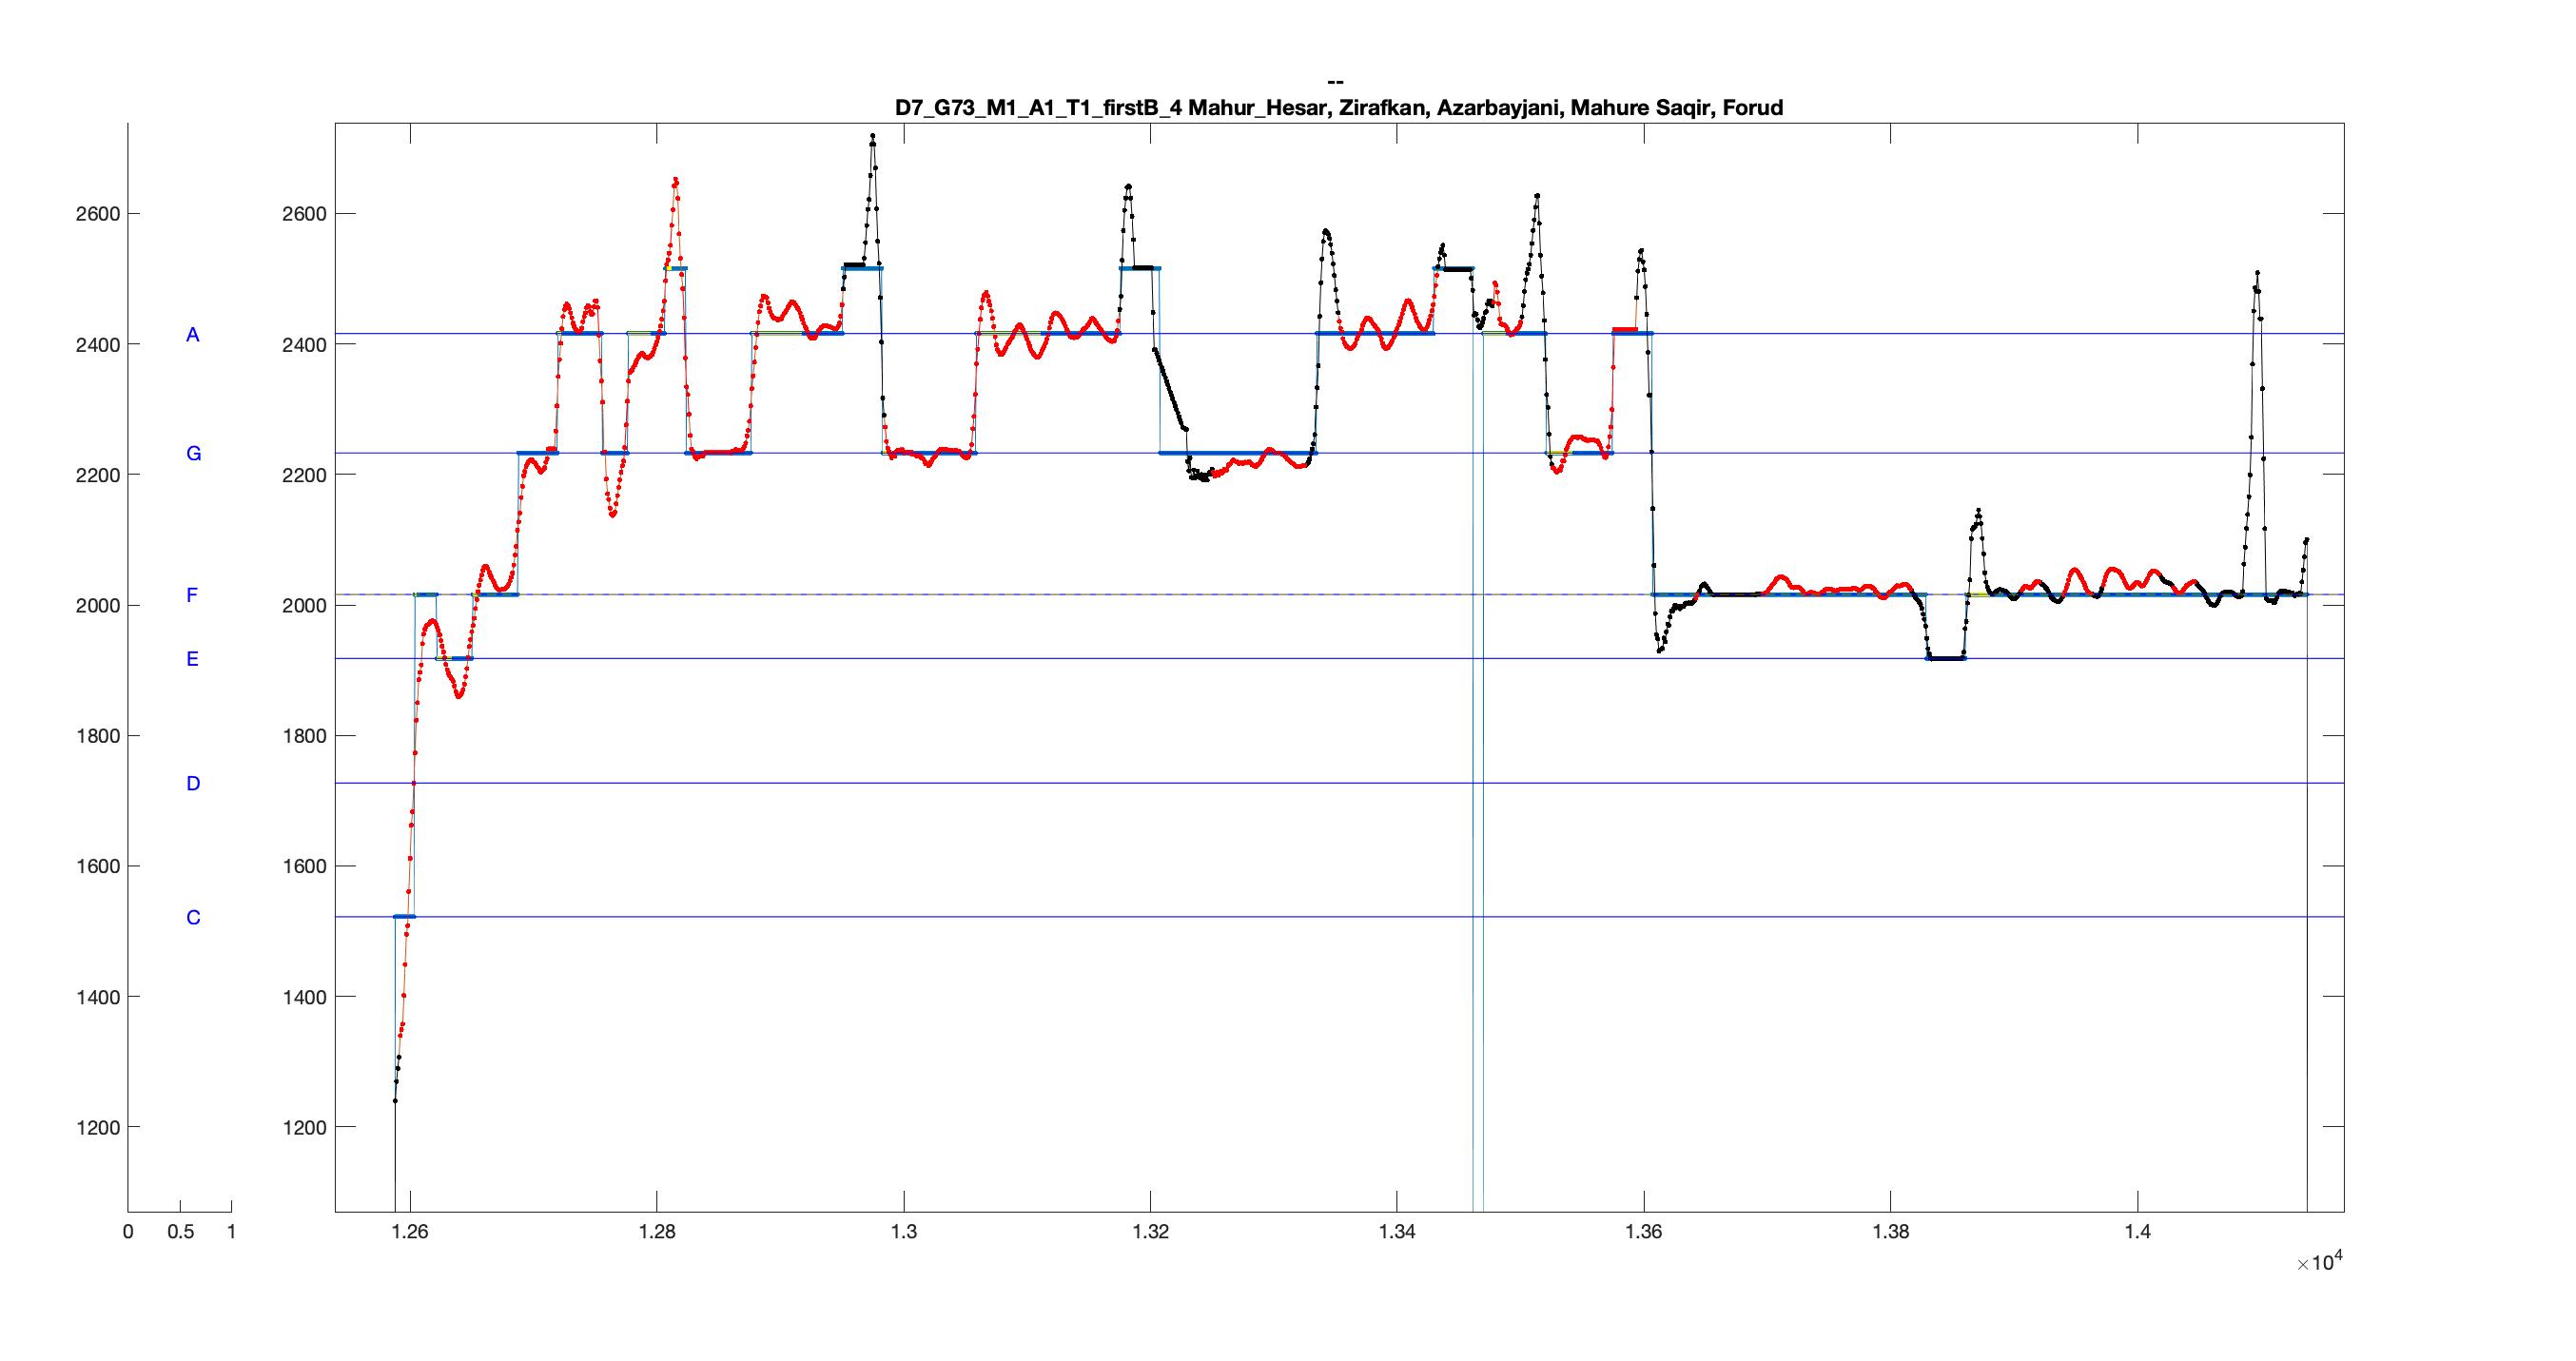 --
D7_G73_M1_A1_T1_firstB_4 Mahur_Hesar, Zirafkan, Azarbayjani, Mahure Saqir, Forud
2600
2400
2200
2000
1800
1600
1400
1200
A
G
F
E
D
C
2600
2400
2200
2000
1800
1600
1400
1200
0 0.5 1
1.26 1.28 1.3 1.32 1.34 1.36 1.38 1.4
×10⁴